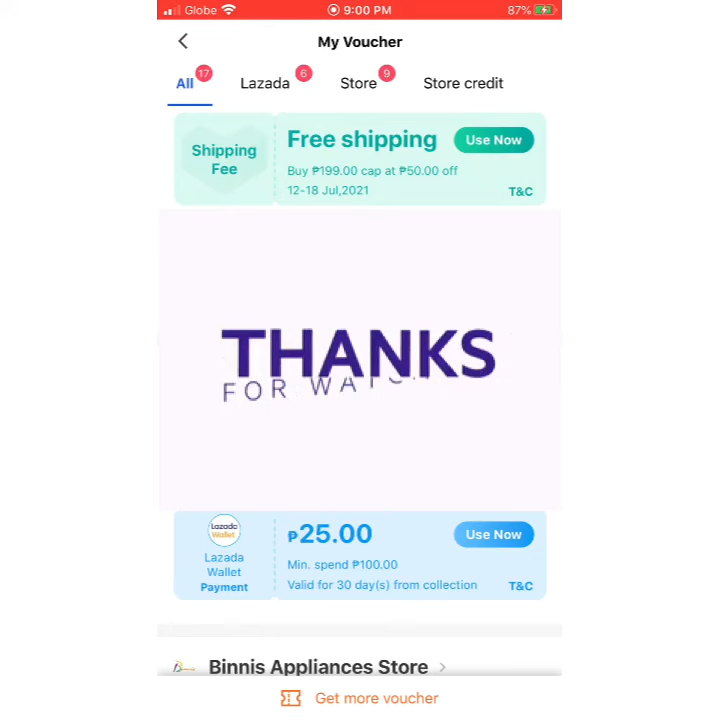 Globe 9:00 PM 87%
My Voucher
All 17 Lazada 6 Store 9 Store credit
Shipping Fee
Free shipping Use Now
Buy ₱199.00 cap at ₱50.00 off
12-18 Jul,2021 T&C
THANKS
FOR
Lazada Wallet
Lazada Wallet Payment
₱25.00 Use Now
Min. spend ₱100.00
Valid for 30 day(s) from collection T&C
Binnis Appliances Store
Get more voucher